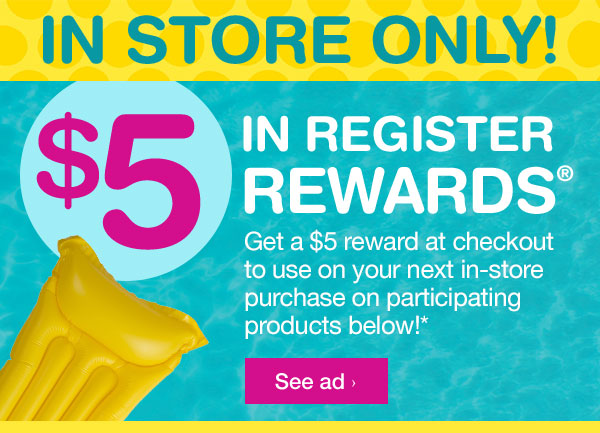 IN STORE ONLY!
$5
IN REGISTER
REWARDS®
Get a $5 reward at checkout
to use on your next in-store
purchase on participating
products below!*
See ad ›